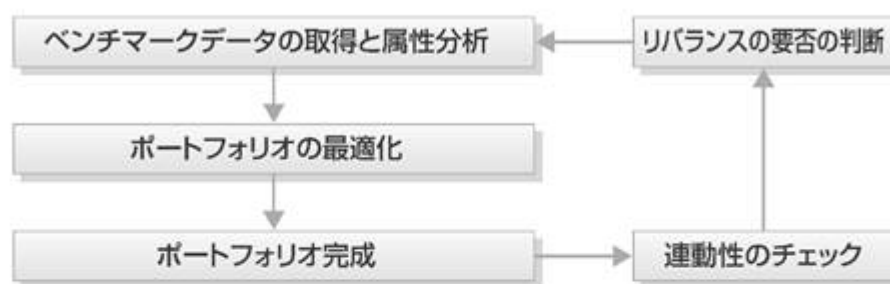 ベンチマークデータの取得と属性分析
リバランスの要否の判断
ポートフォリオの最適化
ポートフォリオ完成
連動性のチェック